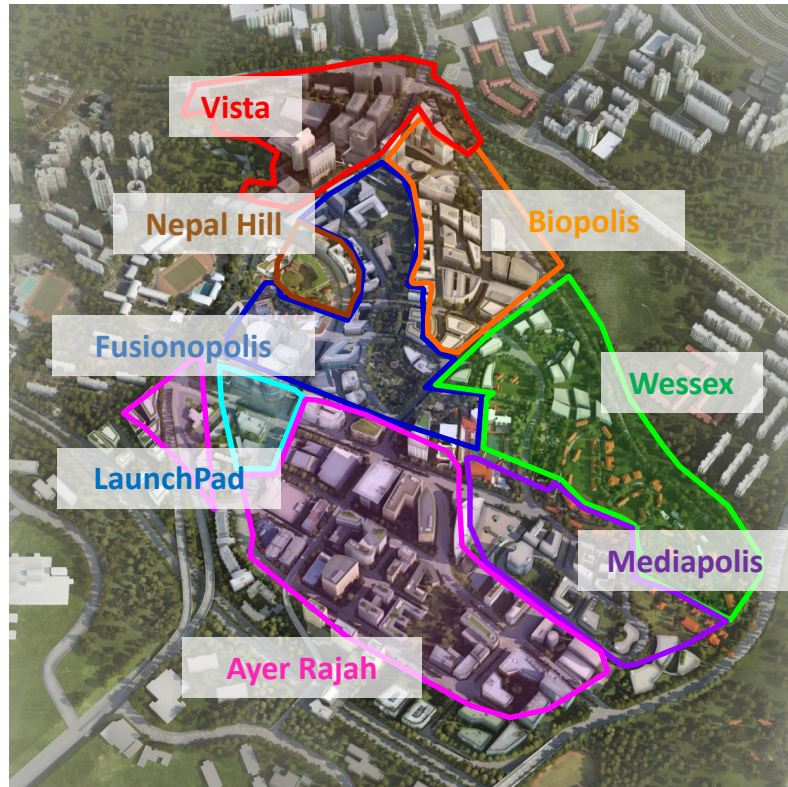 Vista
Nepal Hill
Biopolis
Fusionopolis
Wessex
LaunchPad
Mediapolis
Ayer Rajah